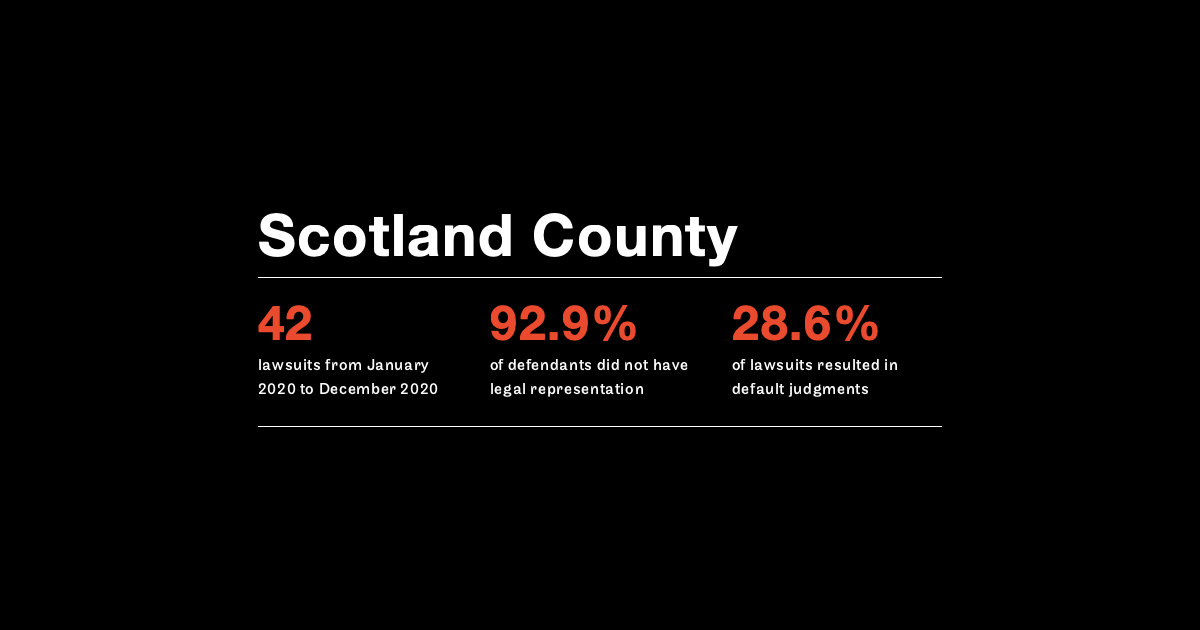 Scotland County
42
lawsuits from January
2020 to December 2020
92.9%
of defendants did not have
legal representation
28.6%
of lawsuits resulted in
default judgments